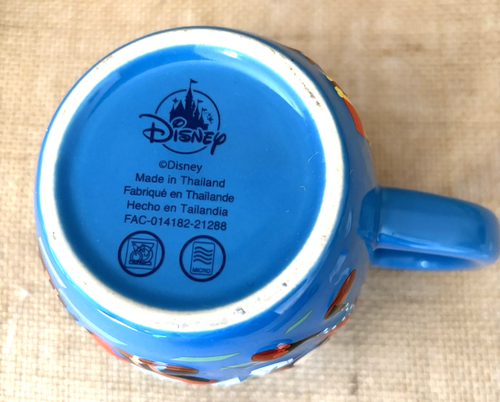 Disney
©Disney
Made in Thailand
Fabriqué en Thaïlande
Hecho en Tailandia
FAC-014182-21288
MICRO